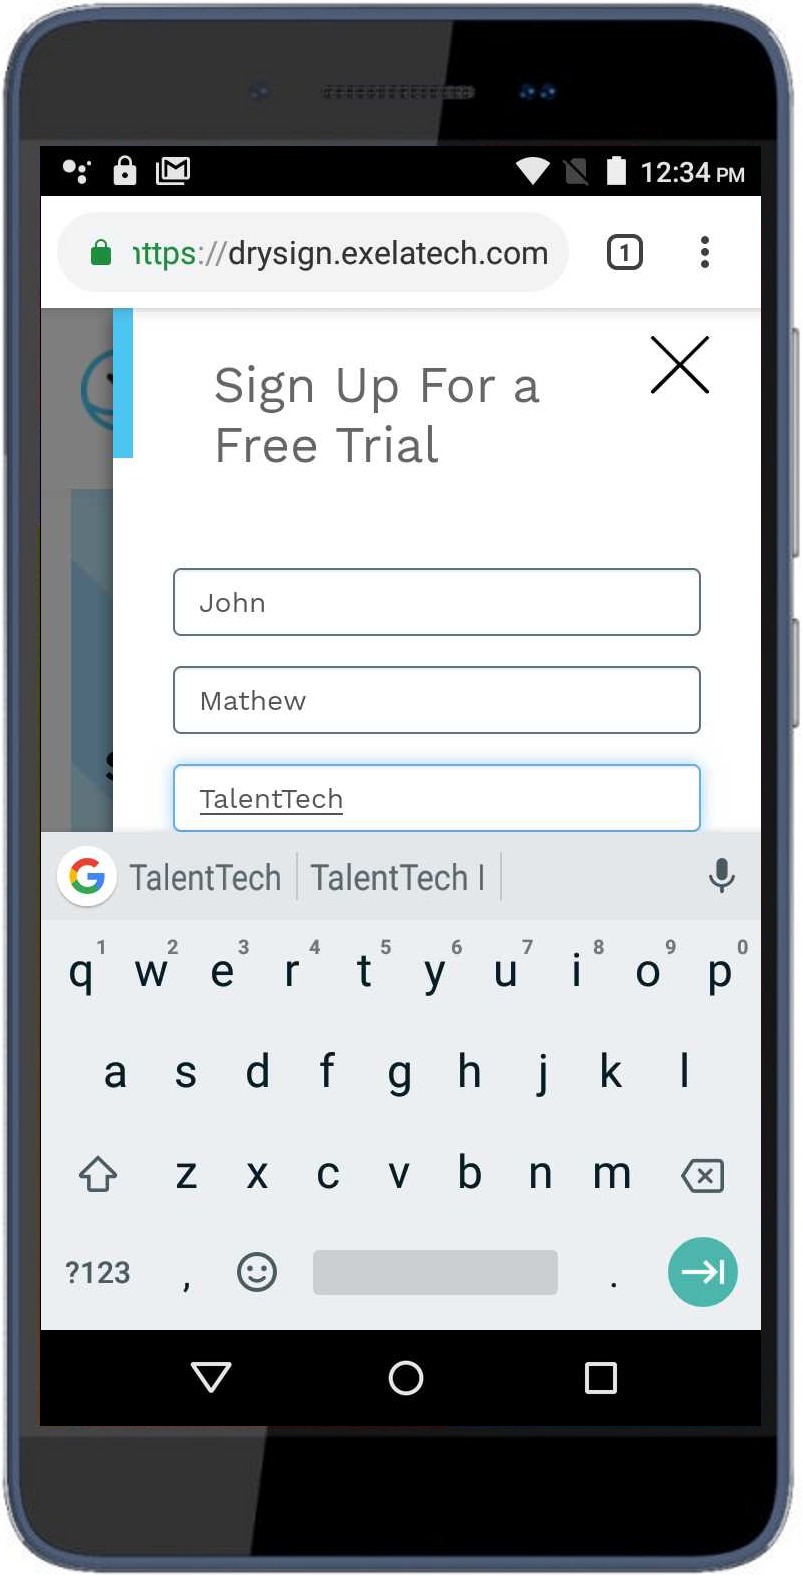 12:34 PM
https://drysign.exelatech.com
1
Sign Up For a
Free Trial
John
Mathew
TalentTech
TalentTech TalentTech I
1 2 3 4 5 6 7 8 9 0
q w e r t y u i o p
a s d f g h j k l
z x c v b n m
?123 , .